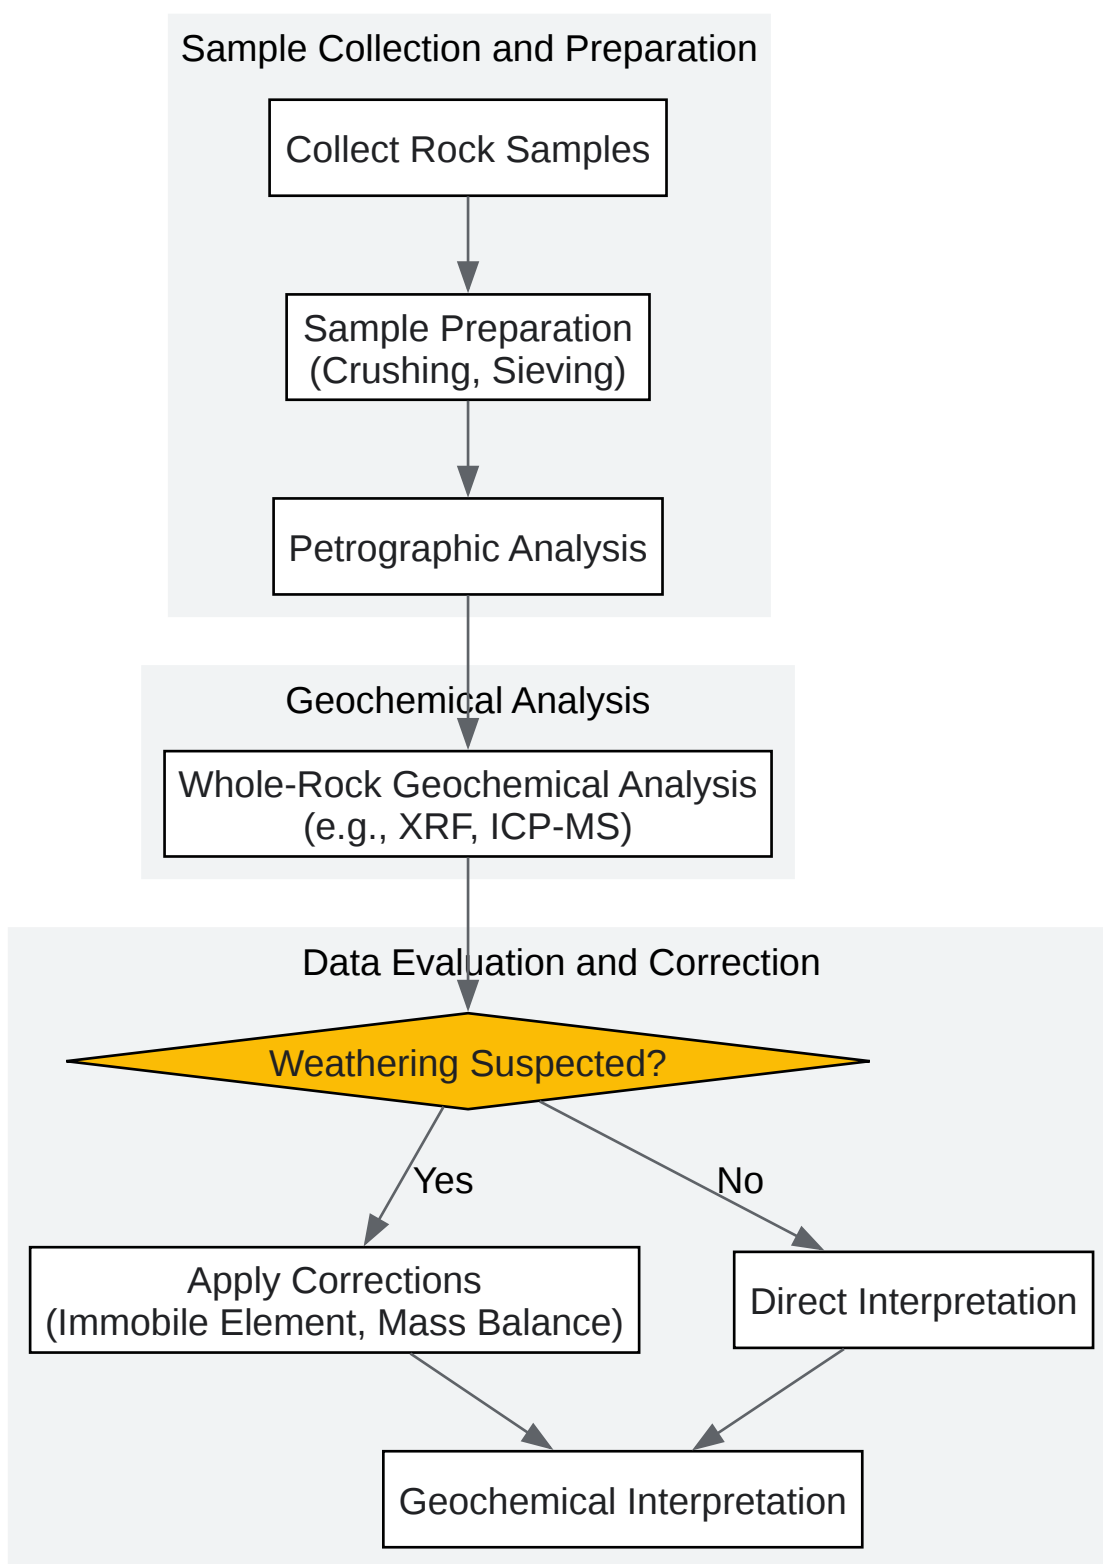 Sample Collection and Preparation
Collect Rock Samples
Sample Preparation
(Crushing, Sieving)
Petrographic Analysis
Geochemical Analysis
Whole-Rock Geochemical Analysis
(e.g., XRF, ICP-MS)
Data Evaluation and Correction
Weathering Suspected?
Yes
No
Apply Corrections
(Immobile Element, Mass Balance)
Direct Interpretation
Geochemical Interpretation